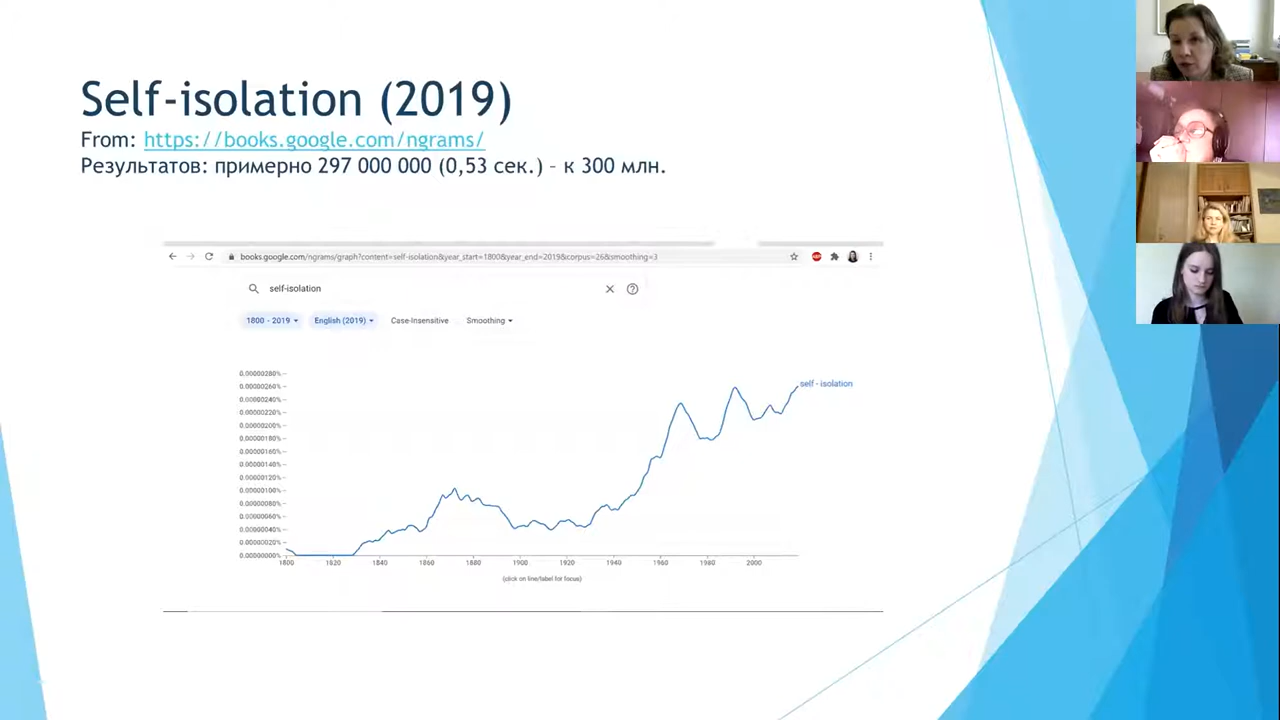 Self-isolation (2019)
From: https://books.google.com/ngrams/
Результатов: примерно 297 000 000 (0,53 сек.) – к 300 млн.
books.google.com/ngrams/graph?content=self-isolation&year_start=1800&year_end=2019&corpus=26&smoothing=3
self-isolation
1800 - 2019
English (2019)
Case-Insensitive
Smoothing
0.00000280%
0.00000260%
0.00000240%
0.00000220%
0.00000200%
0.00000180%
0.00000160%
0.00000140%
0.00000120%
0.00000100%
0.00000080%
0.00000060%
0.00000040%
0.00000020%
0.00000000%
self - isolation
1800 1820 1840 1860 1880 1900 1920 1940 1960 1980 2000
(click on line/label for focus)